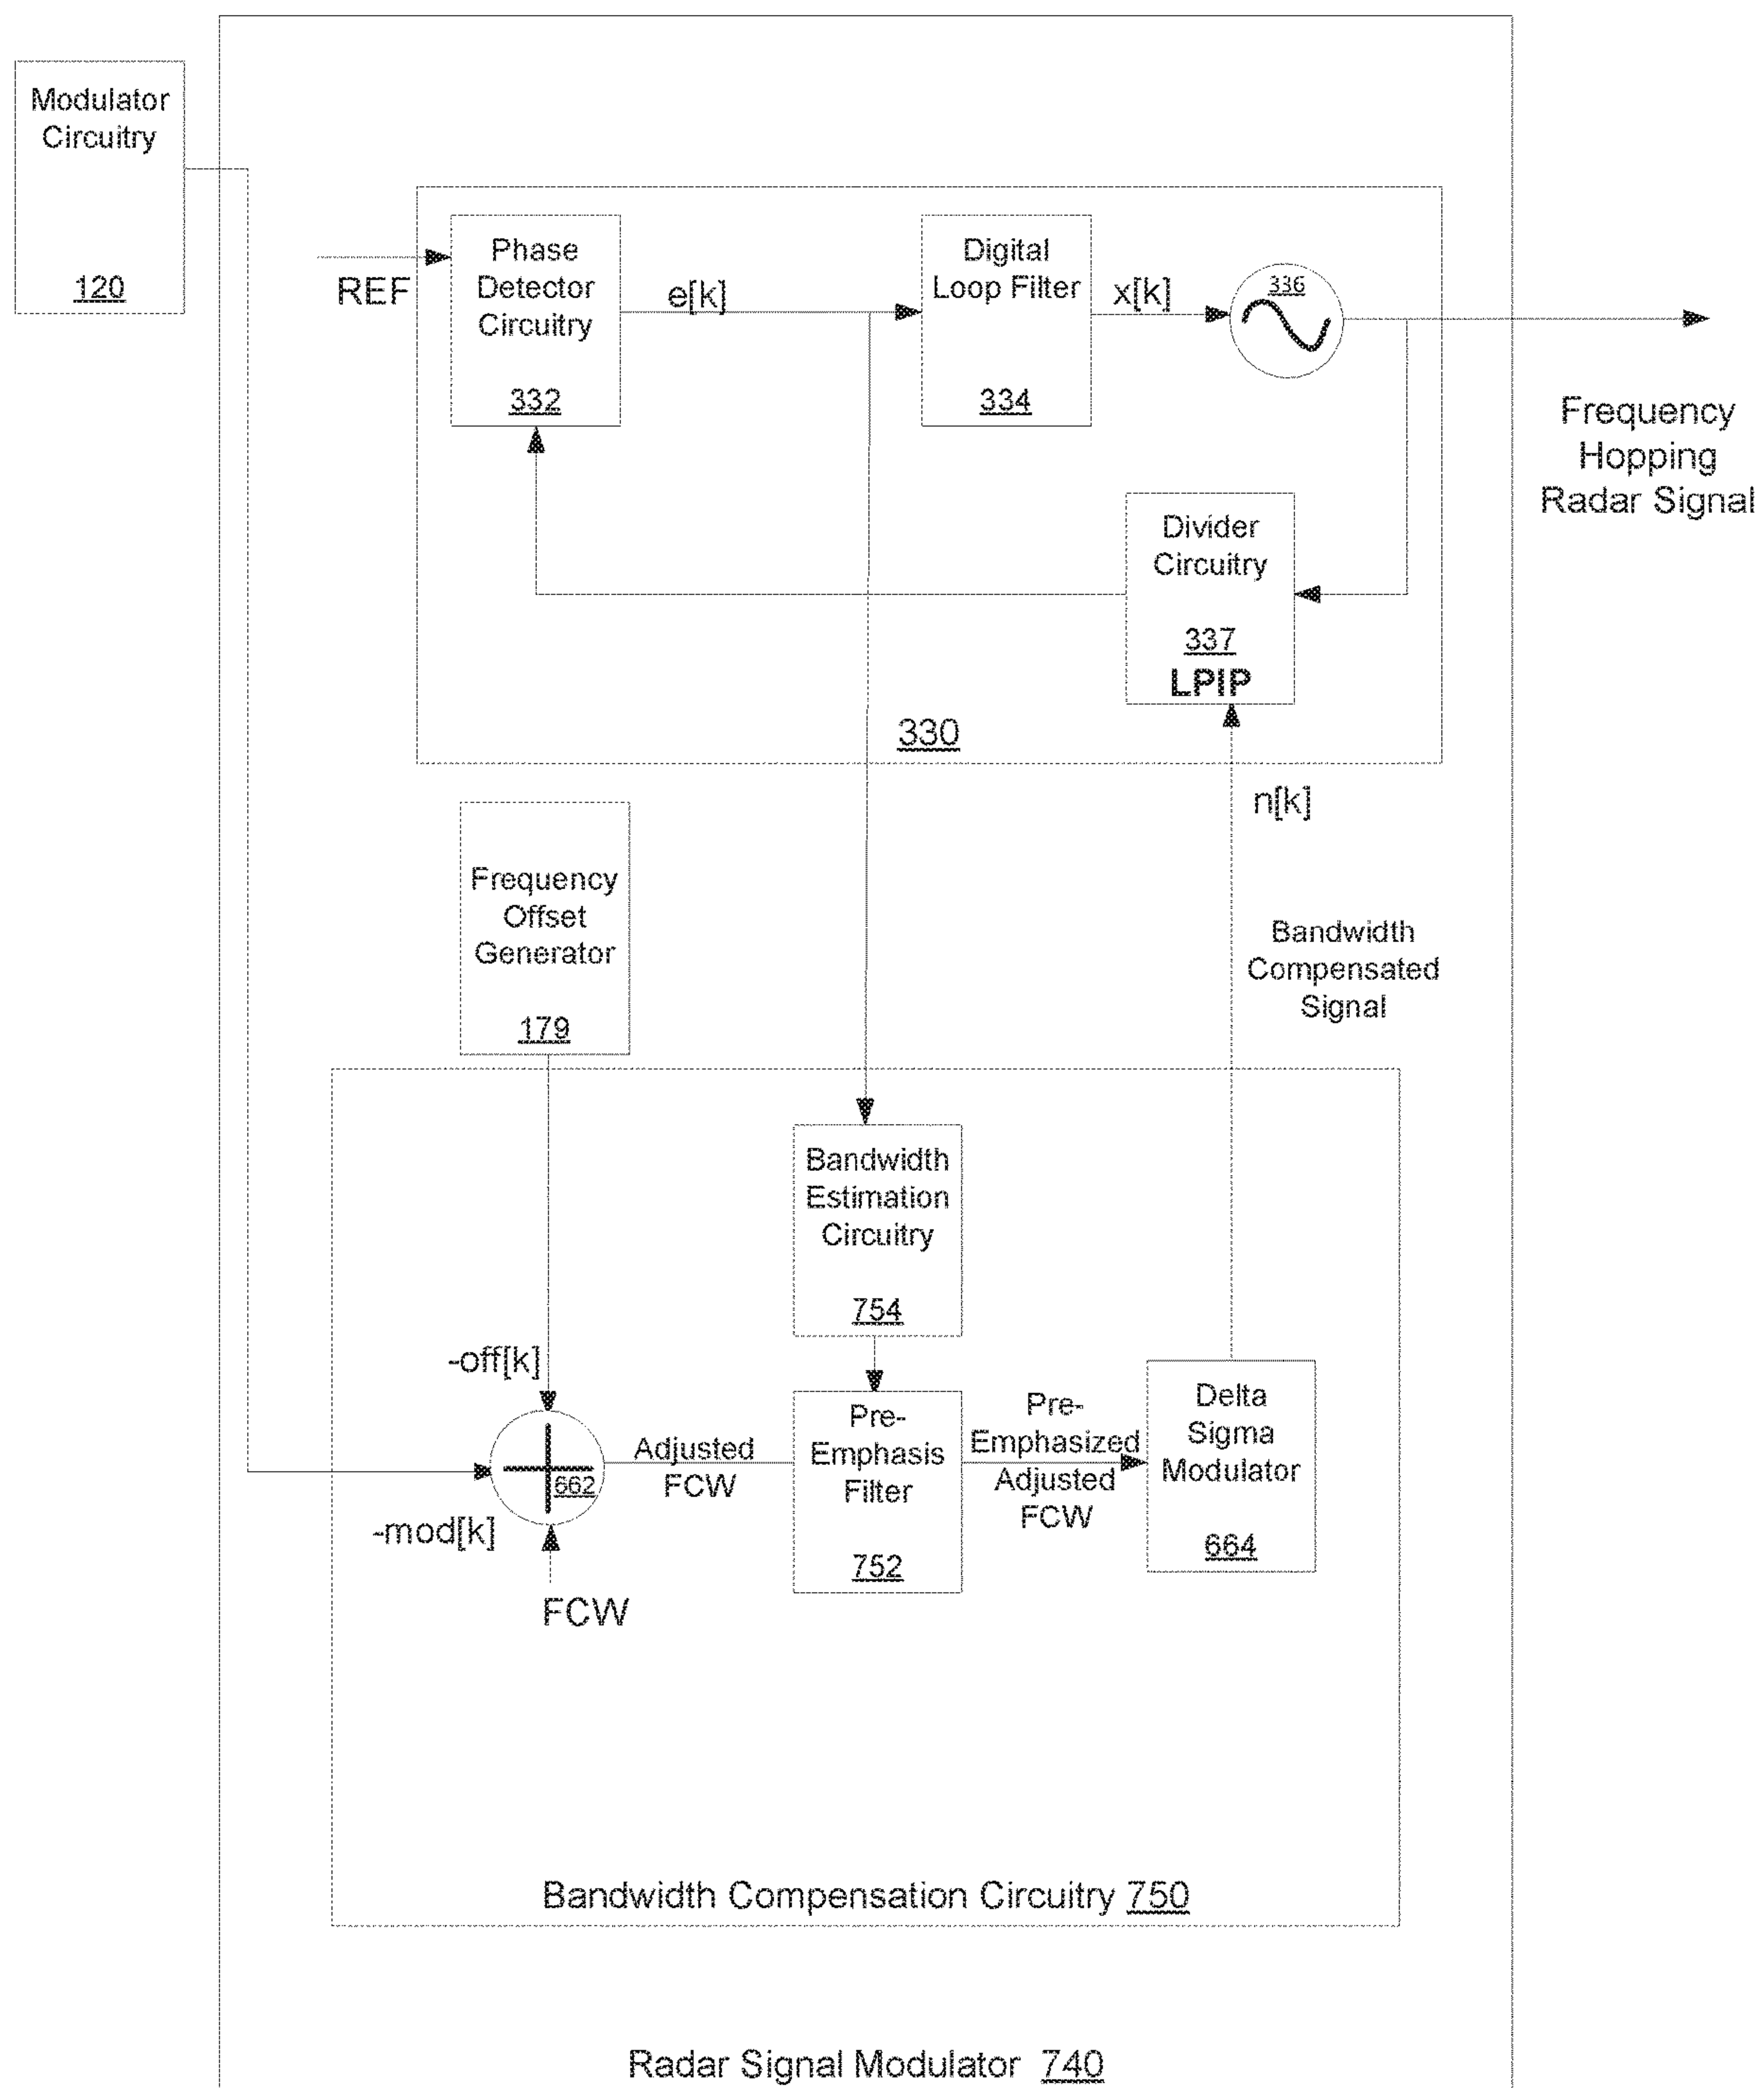 Modulator
Circuitry
120
REF
Phase
Detector
Circuitry
332
e[k]
Digital
Loop Filter
334
x[k]
336
Frequency
Hopping
Radar Signal
Divider
Circuitry
337
LPIP
330
n[k]
Frequency
Offset
Generator
179
Bandwidth
Compensated
Signal
Bandwidth
Estimation
Circuitry
754
-off[k]
-mod[k]
662
FCW
Adjusted
FCW
Pre-
Emphasis
Filter
752
Pre-
Emphasized
Adjusted
FCW
Delta
Sigma
Modulator
664
Bandwidth Compensation Circuitry 750
Radar Signal Modulator 740